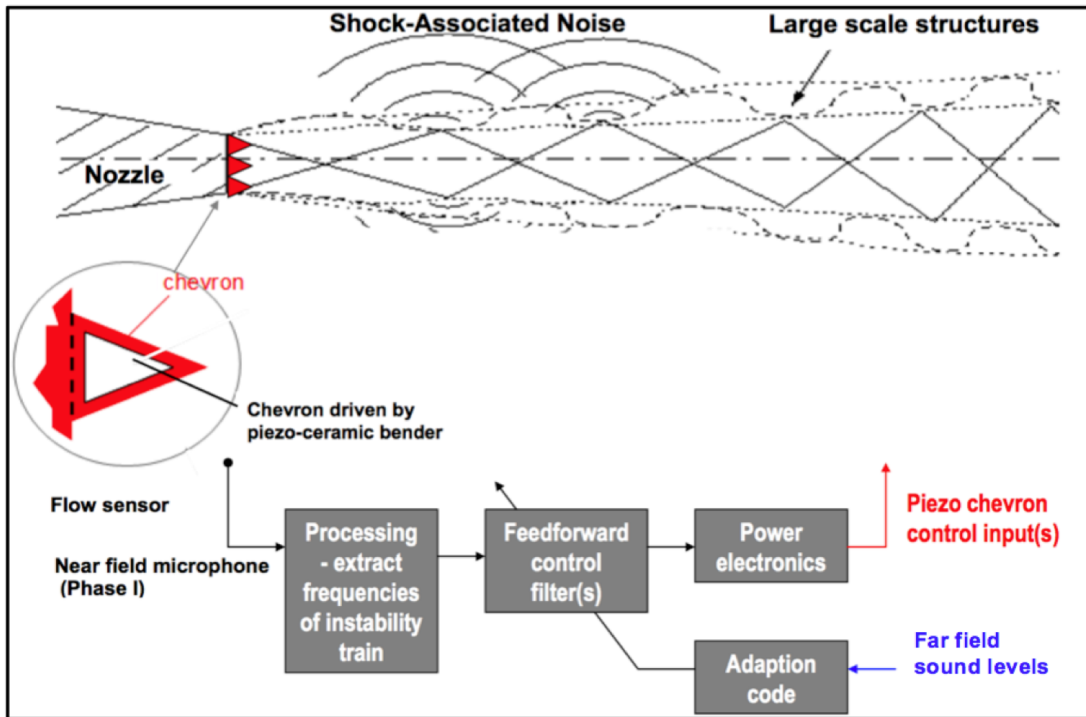 Shock-Associated Noise
Large scale structures
Nozzle
chevron
Chevron driven by
piezo-ceramic bender
Flow sensor
Near field microphone
(Phase I)
Processing
- extract
frequencies
of instability
train
Feedforward
control
filter(s)
Power
electronics
Piezo chevron
control input(s)
Adaption
code
Far field
sound levels